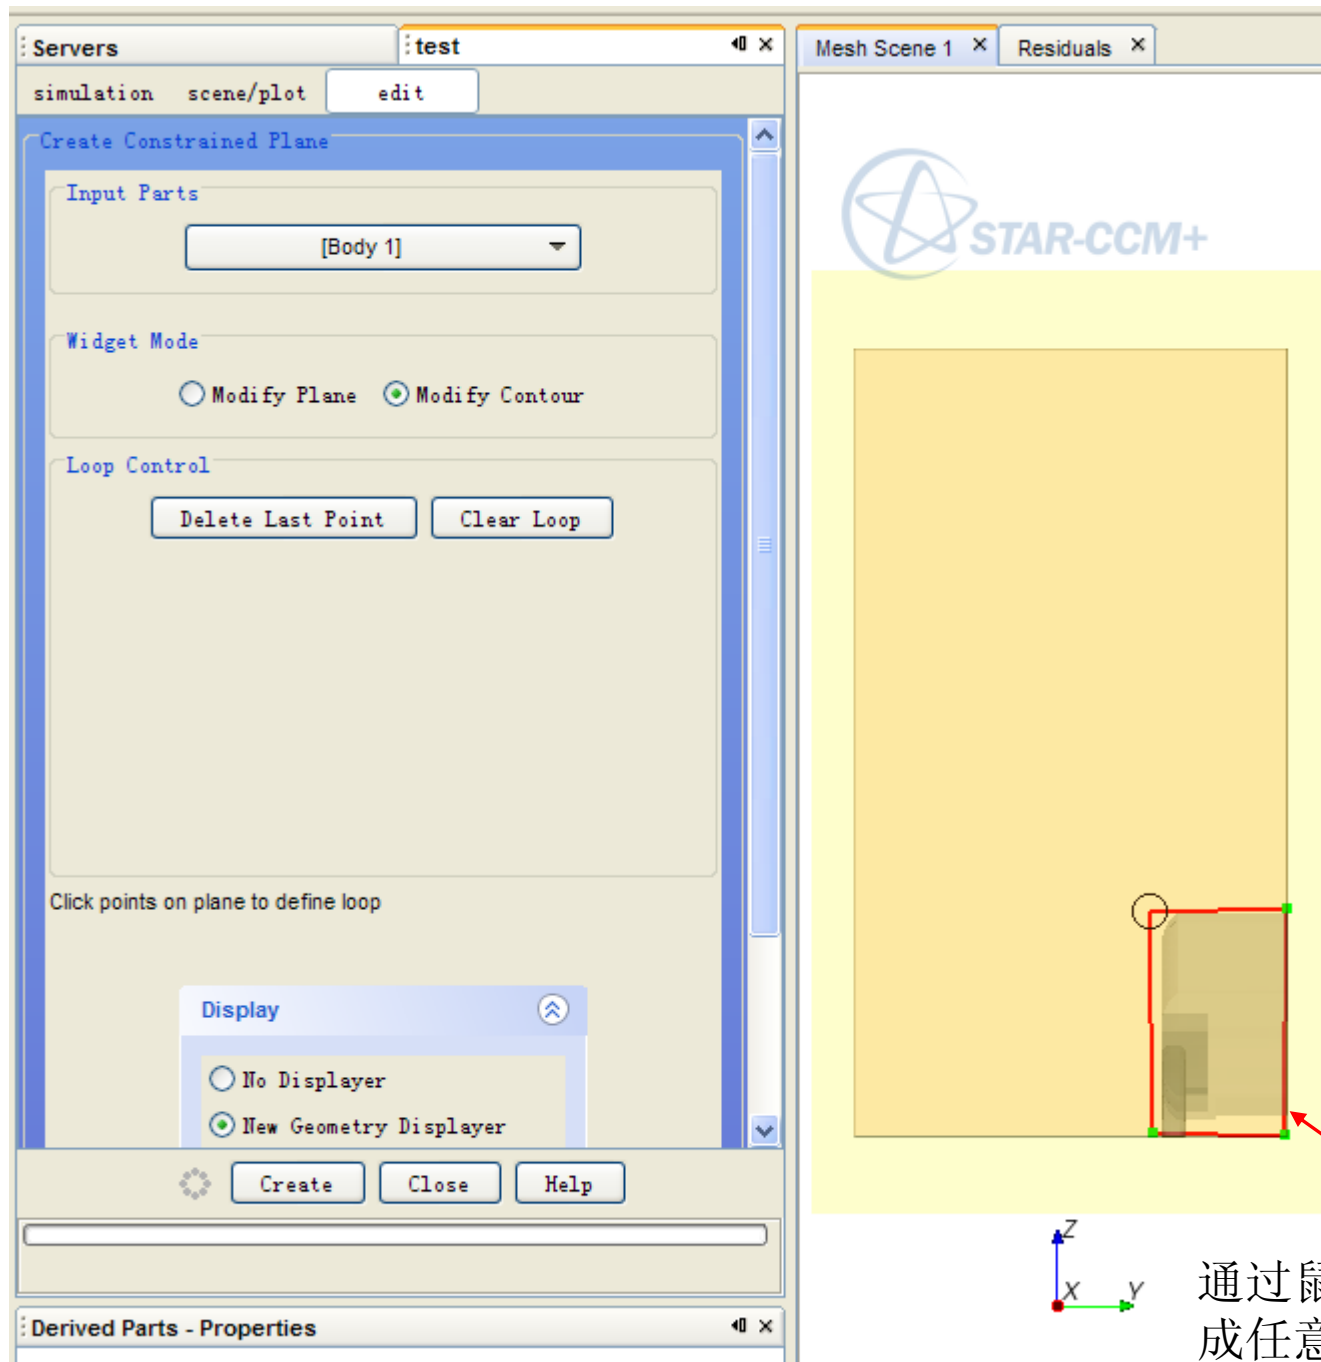 Servers
test
simulation scene/plot edit
Create Constrained Plane
Input Parts
[Body 1]
Widget Mode
Modify Plane Modify Contour
Loop Control
Delete Last Point Clear Loop
Click points on plane to define loop
Display
No Displayer
New Geometry Displayer
Create Close Help
Derived Parts - Properties
Mesh Scene 1 Residuals
STAR-CCM+
Z
X Y
通过鼠
成任意